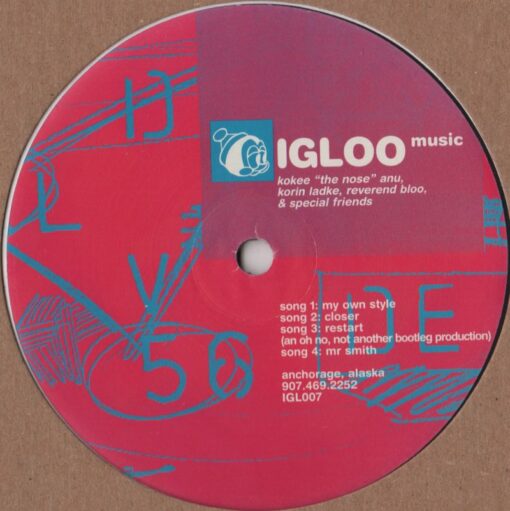 IGLOO music
kokee "the nose" anu,
korin ladke, reverend bloo,
& special friends
song 1: my own style
song 2: closer
song 3: restart
(an oh no, not another bootleg production)
song 4: mr smith
anchorage, alaska
907.469.2252
IGL007
L
V
DE
56